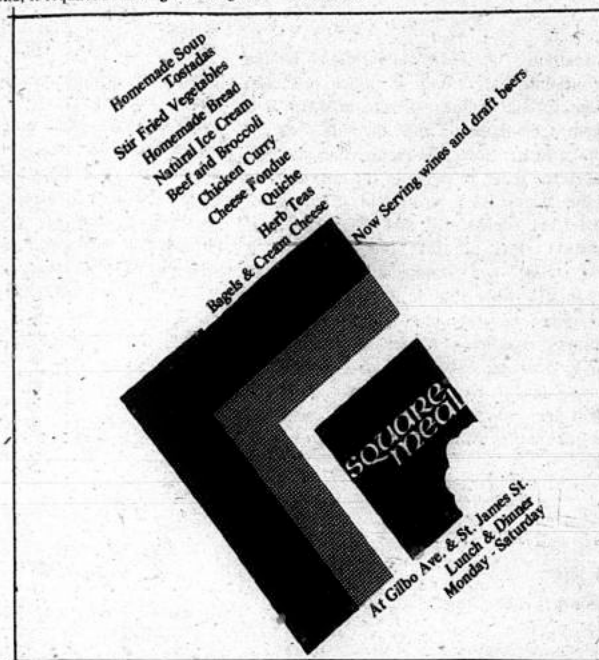 Homemade Soup
Tostadas
Stir Fried Vegetables
Homemade Bread
Natural Ice Cream
Beef and Broccoli
Chicken Curry
Cheese Fondue
Quiche
Herb Teas
Bagels & Cream Cheese
Now Serving wines and draft beers
square
meal
At Gilbo Ave. & St. James St.
Lunch & Dinner
Monday - Saturday